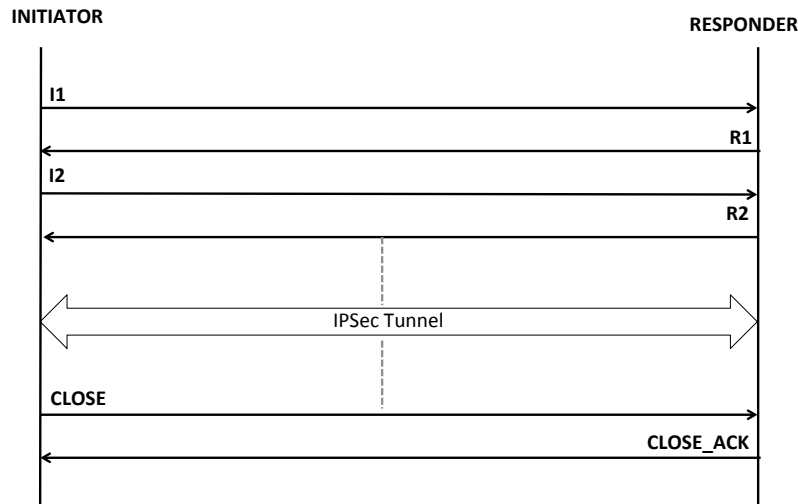 INITIATOR
RESPONDER
I1
R1
I2
R2
IPSec Tunnel
CLOSE
CLOSE_ACK